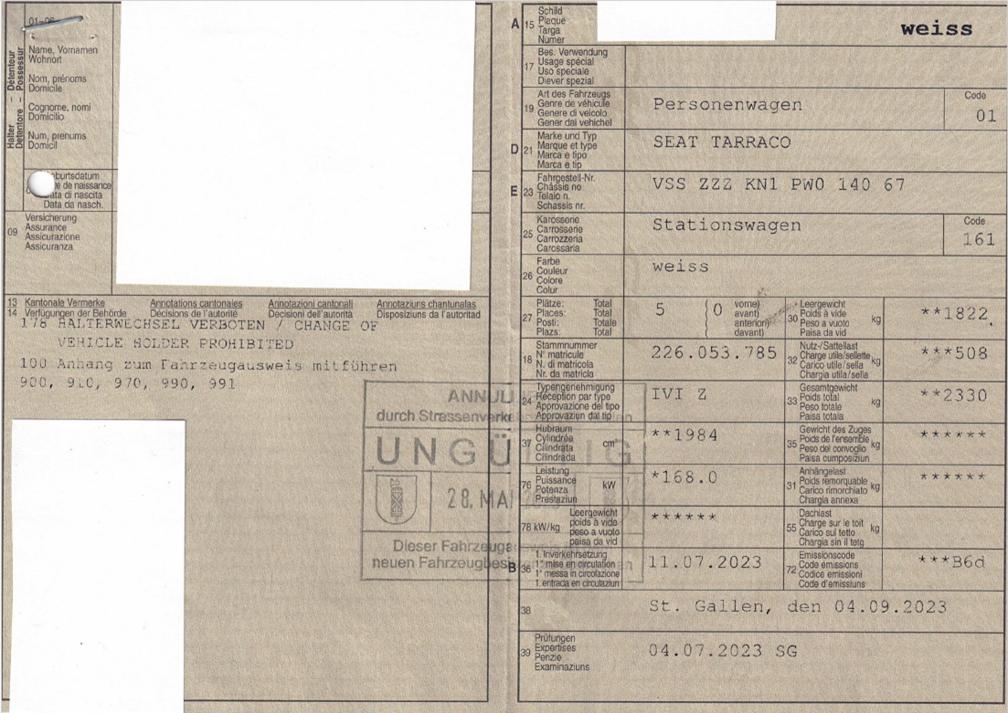 01-06
Halter – Détenteur
Detentore – Possessur
Name, Vornamen
Wohnort
Nom, prénoms
Domicile
Cognome, nomi
Domicilio
Num, prenums
Domicil
burtsdatum
de naissance
ata di nascita
Data da nasch.
09
Versicherung
Assurance
Assicurazione
Assicuranza
13 Kantonale Vermerke Annotations cantonales Annotazioni cantonali Annotaziuns chantunalas
14 Verfügungen der Behörde Décisions de l'autorité Decisioni dell'autorità Disposiziuns da l'autoritad
178 HALTERWECHSEL VERBOTEN / CHANGE OF
VEHICLE HOLDER PROHIBITED
100 Anhang zum Fahrzeugausweis mitführen
900, 910, 970, 990, 991
ANNUL
durch Strassenverke
UNGÜLTIG
28. MAI
Dieser Fahrzeuga
neuen Fahrzeugbesi
A 15
Schild
Plaque
Targa
Numer
weiss
17
Bes. Verwendung
Usage spécial
Uso speciale
Diever spezial
19
Art des Fahrzeugs
Genre de véhicule
Genere di veicolo
Gener dal vehichel
Personenwagen
Code
01
D 21
Marke und Typ
Marque et type
Marca e tipo
Marca e tip
SEAT TARRACO
E 23
Fahrgestell-Nr.
Châssis no
Telaio n.
Schassis nr.
VSS ZZZ KN1 PW0 140 67
25
Karosserie
Carrosserie
Carrozzeria
Carossaria
Stationswagen
Code
161
26
Farbe
Couleur
Colore
Colur
weiss
27
Plätze: Total
Places: Total
Posti: Totale
Plazs: Total
5 ( 0
vorne)
avant)
anteriori)
davant)
30
Leergewicht
Poids à vide
Peso a vuoto
Paisa da vid
kg
**1822
18
Stammnummer
N° matricule
N. di matricola
Nr. da matricla
226.053.785
32
Nutz-/Sattellast
Charge utile/sellette
Carico utile/sella
Chargia utila/sella
kg
***508
24
Typengenehmigung
Réception par type
Approvazione del tipo
Approvaziun dal tip
IVI Z
33
Gesamtgewicht
Poids total
Peso totale
Paisa totala
kg
**2330
37
Hubraum
Cylindrée
Cilindrata
Cilindrada
cm³
**1984
35
Gewicht des Zuges
Poids de l'ensemble
Peso del convoglio
Paisa cumposiziun
kg
******
76
Leistung
Puissance
Potenza
Prestaziun
kW
*168.0
31
Anhängelast
Poids remorquable
Carico rimorchiato
Chargia annexa
kg
******
78 kW/kg
Leergewicht
poids à vide
peso a vuoto
paisa da vid
******
55
Dachlast
Charge sur le toit
Carico sul tetto
Chargia sin il tetg
kg
B 36
1. Inverkehrsetzung
1re mise en circulation
1a messa in circolazione
1. entrada en circulaziun
11.07.2023
72
Emissionscode
Code émissions
Codice emissioni
Code d'emissiuns
***B6d
38
St. Gallen, den 04.09.2023
39
Prüfungen
Expertises
Perizie
Examinaziuns
04.07.2023 SG